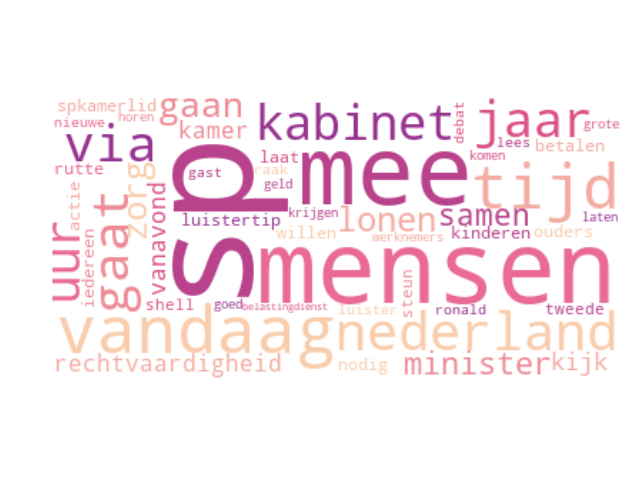 spkamerlid
gaan
kabinet
debat
jaar
grote
nieuwe
horen
kamer
via
lees
betalen
laat
mee
komen
rutte
gast
raak
tijd
zorg
actie
geld
sp
luistertip
krijgen
lonen
samen
laten
vanavond
gaat
uur
iedereen
willen
werknemers
kinderen
ouders
mensen
steun
shell
goed
belastingdienst
luister
ronald
tweede
vandaag
nederland
rechtvaardigheid
nodig
minister
kijk